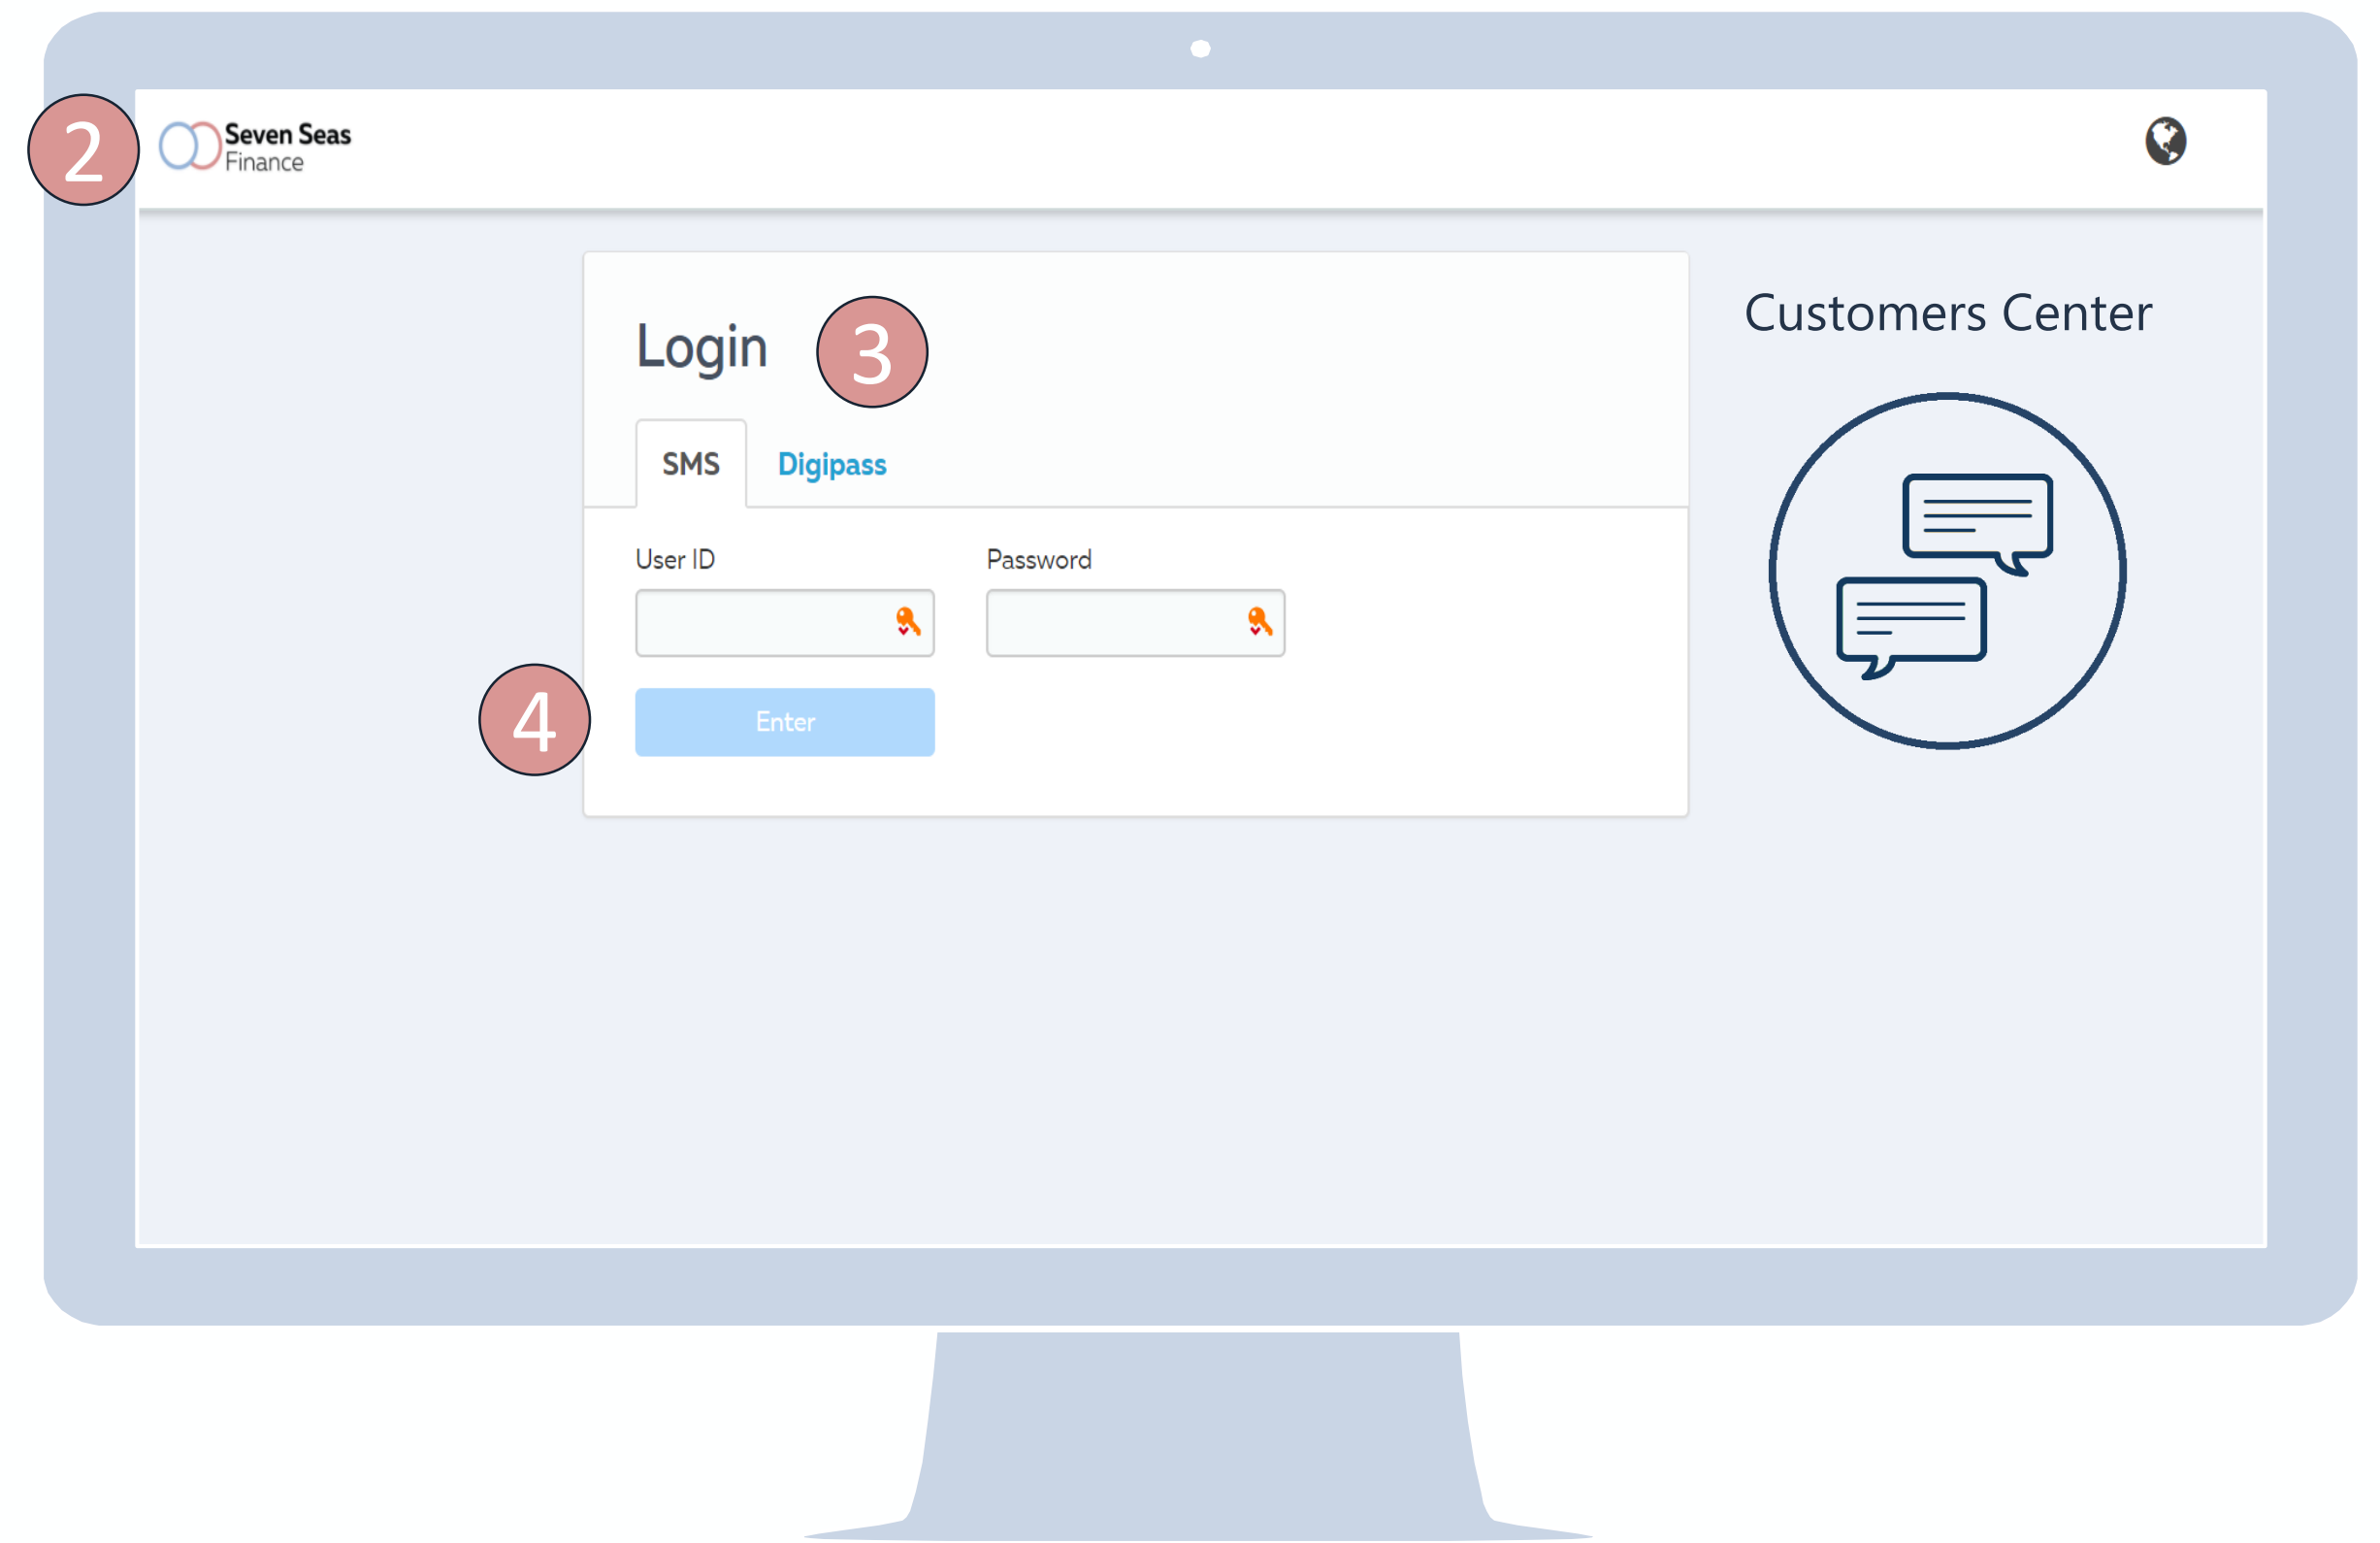 2
Seven Seas
Finance
Login
3
Customers Center
SMS Digipass
User ID Password
4
Enter